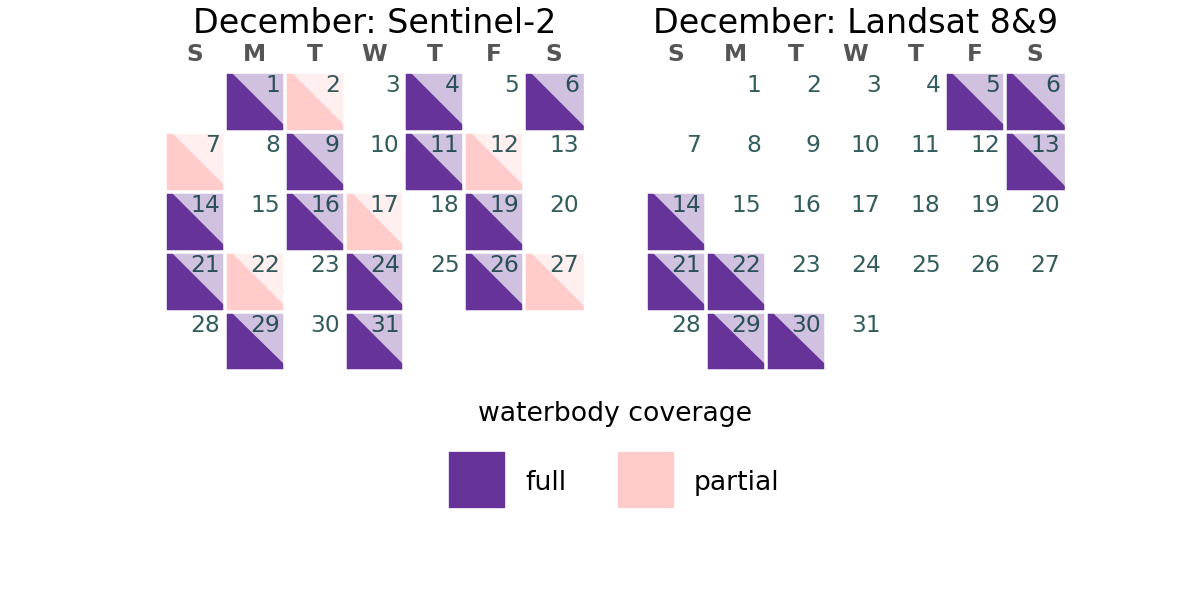 December: Sentinel-2
S M T W T F S
1 2 3 4 5 6
7 8 9 10 11 12 13
14 15 16 17 18 19 20
21 22 23 24 25 26 27
28 29 30 31
December: Landsat 8&9
S M T W T F S
1 2 3 4 5 6
7 8 9 10 11 12 13
14 15 16 17 18 19 20
21 22 23 24 25 26 27
28 29 30 31
waterbody coverage
full partial